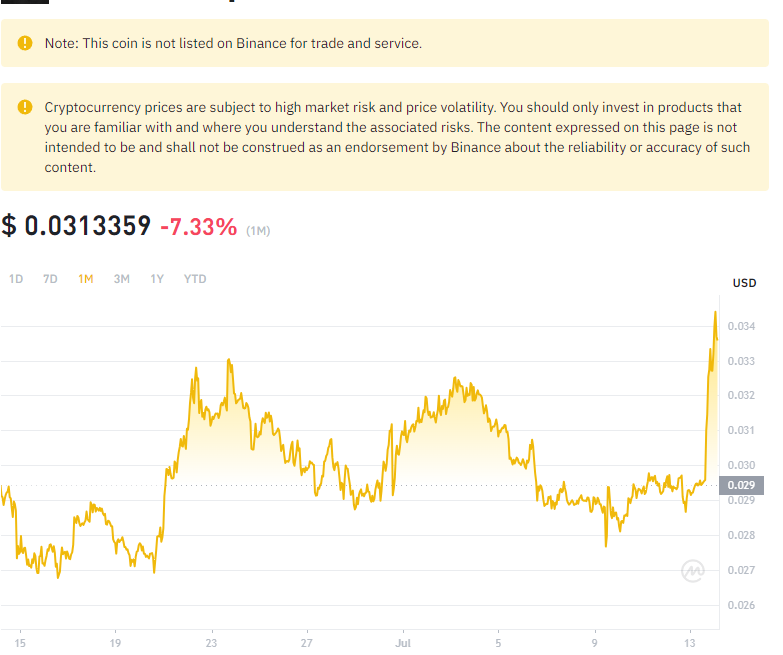 Note: This coin is not listed on Binance for trade and service.
Cryptocurrency prices are subject to high market risk and price volatility. You should only invest in products that
you are familiar with and where you understand the associated risks. The content expressed on this page is not
intended to be and shall not be construed as an endorsement by Binance about the reliability or accuracy of such
content.
$ 0.0313359 -7.33% (1M)
1D 7D 1M 3M 1Y YTD
USD
0.034
0.033
0.032
0.031
0.030
0.029
0.029
0.028
0.027
0.026
15 19 23 27 Jul 5 9 13